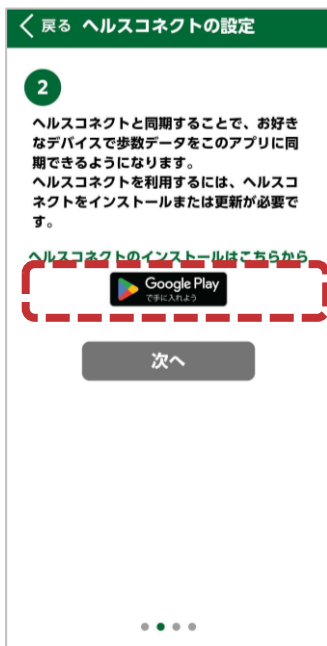 戻る ヘルスコネクトの設定
2
ヘルスコネクトと同期することで、お好き
なデバイスで歩数データをこのアプリに同
期できるようになります。
ヘルスコネクトを利用するには、ヘルスコ
ネクトをインストールまたは更新が必要で
す。
ヘルスコネクトのインストールはこちらから
Google Play
で手に入れよう
次へ